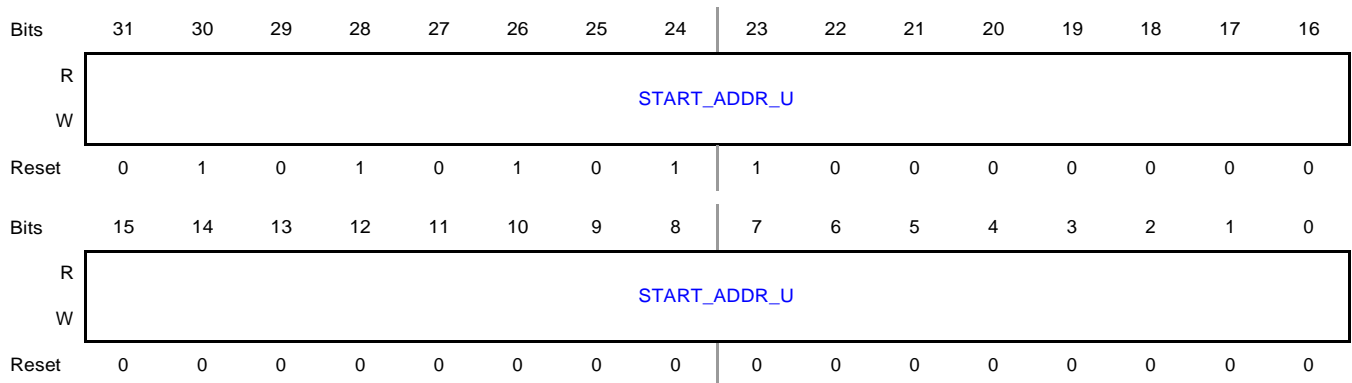 Bits 31 30 29 28 27 26 25 24 23 22 21 20 19 18 17 16
R
START_ADDR_U
W
Reset 0 1 0 1 0 1 0 1 1 0 0 0 0 0 0 0
Bits 15 14 13 12 11 10 9 8 7 6 5 4 3 2 1 0
R
START_ADDR_U
W
Reset 0 0 0 0 0 0 0 0 0 0 0 0 0 0 0 0